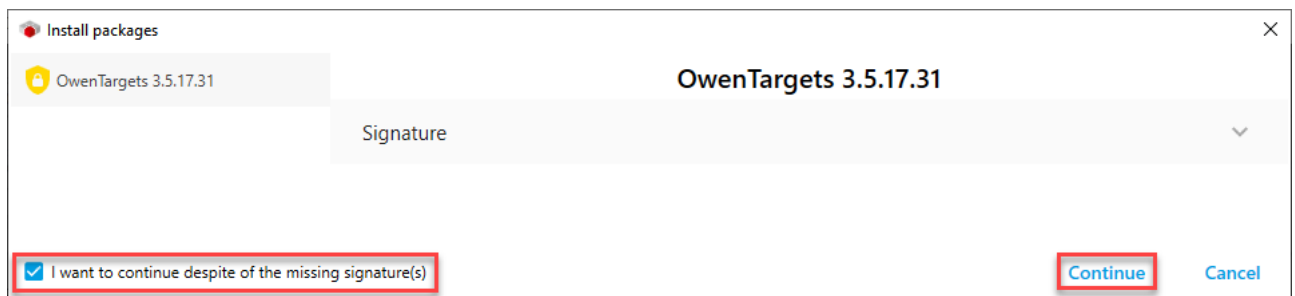 Install packages
OwenTargets 3.5.17.31
OwenTargets 3.5.17.31
Signature
I want to continue despite of the missing signature(s)
Continue
Cancel